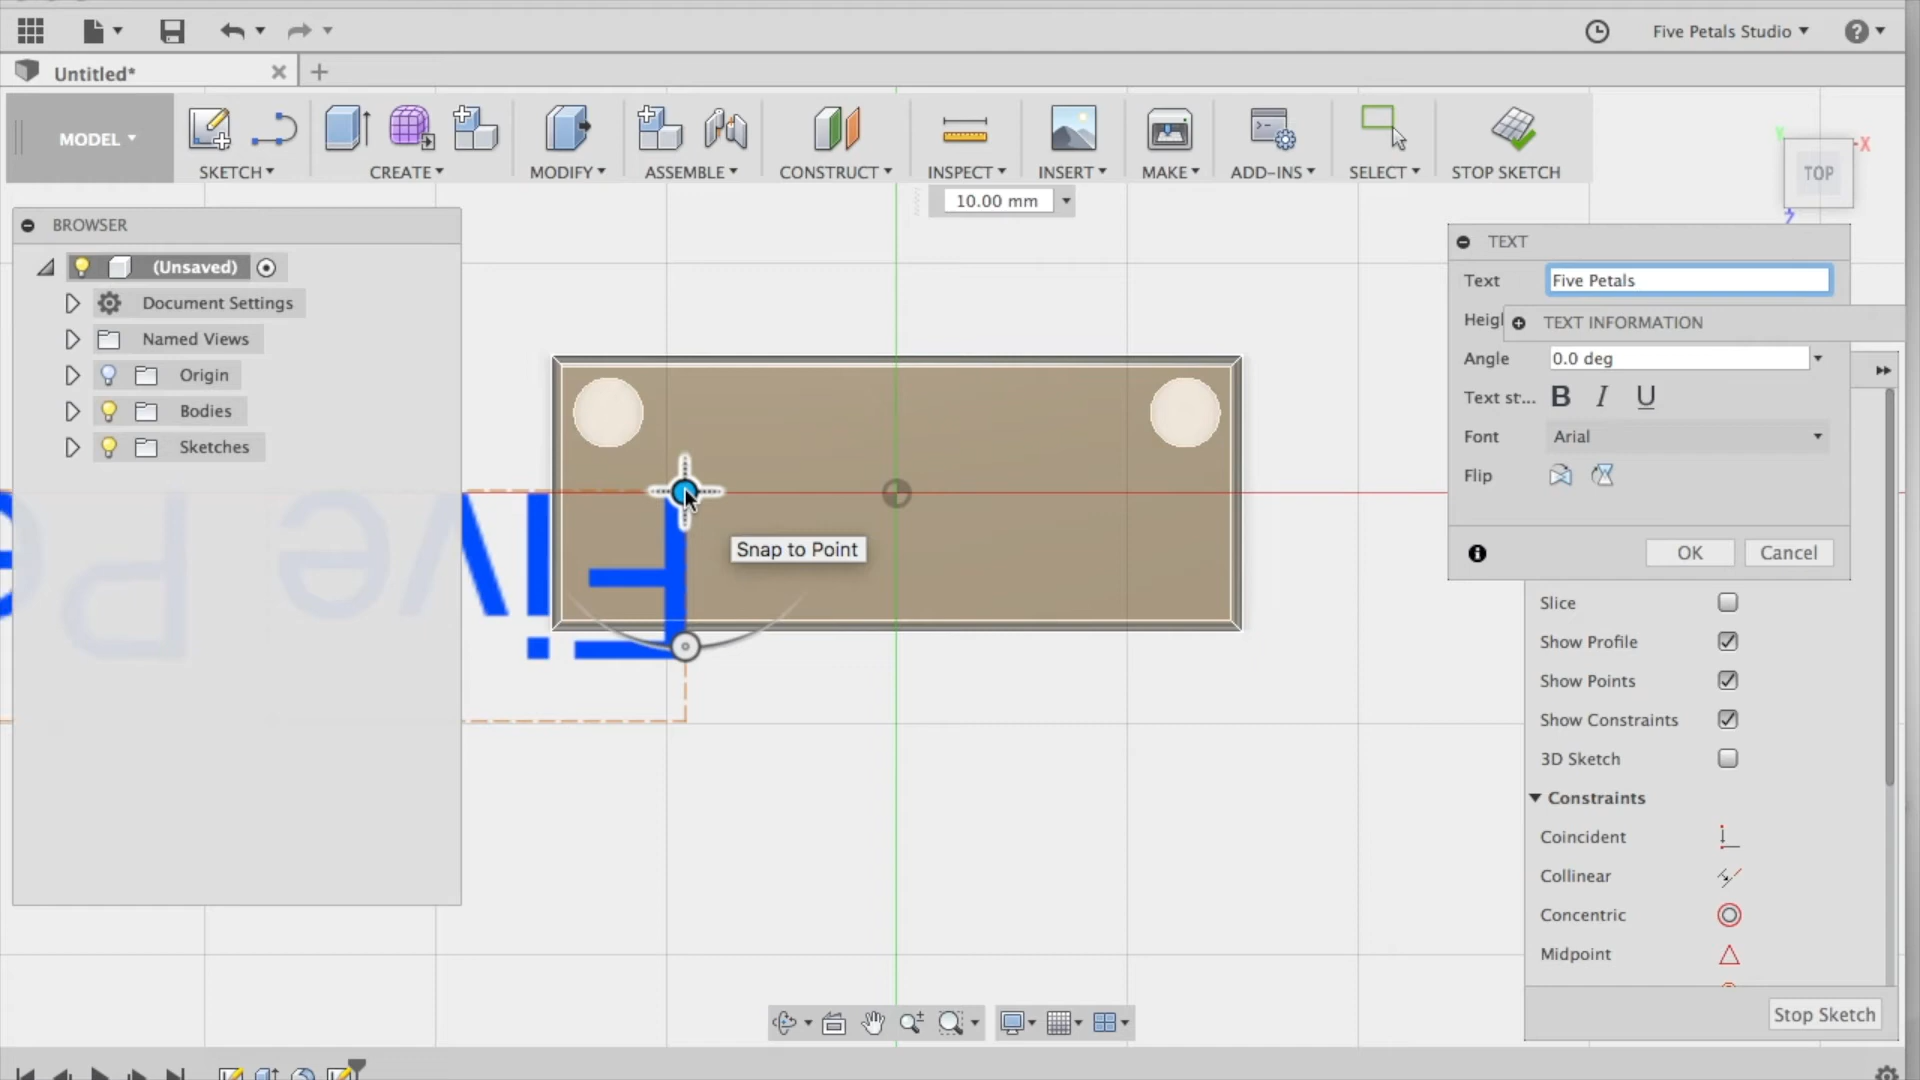 Five Petals Studio
Untitled*
MODEL
SKETCH
CREATE
MODIFY
ASSEMBLE
CONSTRUCT
INSPECT
INSERT
MAKE
ADD-INS
SELECT
STOP SKETCH
10.00 mm
TOP
X
Y
Z
BROWSER
(Unsaved)
Document Settings
Named Views
Origin
Bodies
Sketches
TEXT
Text Five Petals
TEXT INFORMATION
Angle 0.0 deg
Text st... B I U
Font Arial
Flip
OK Cancel
Five Pe
Snap to Point
Slice
Show Profile
Show Points
Show Constraints
3D Sketch
Constraints
Coincident
Collinear
Concentric
Midpoint
Stop Sketch